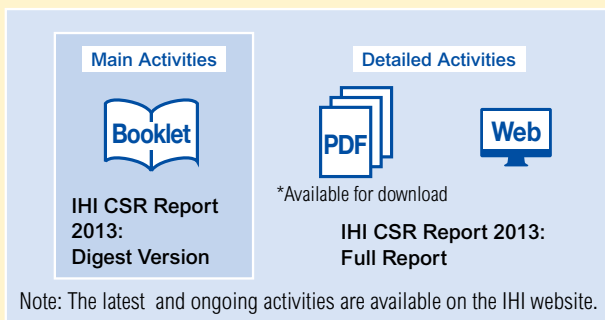 Main Activities
Booklet
IHI CSR Report
2013:
Digest Version
Detailed Activities
PDF
Web
*Available for download
IHI CSR Report 2013:
Full Report
Note: The latest and ongoing activities are available on the IHI website.